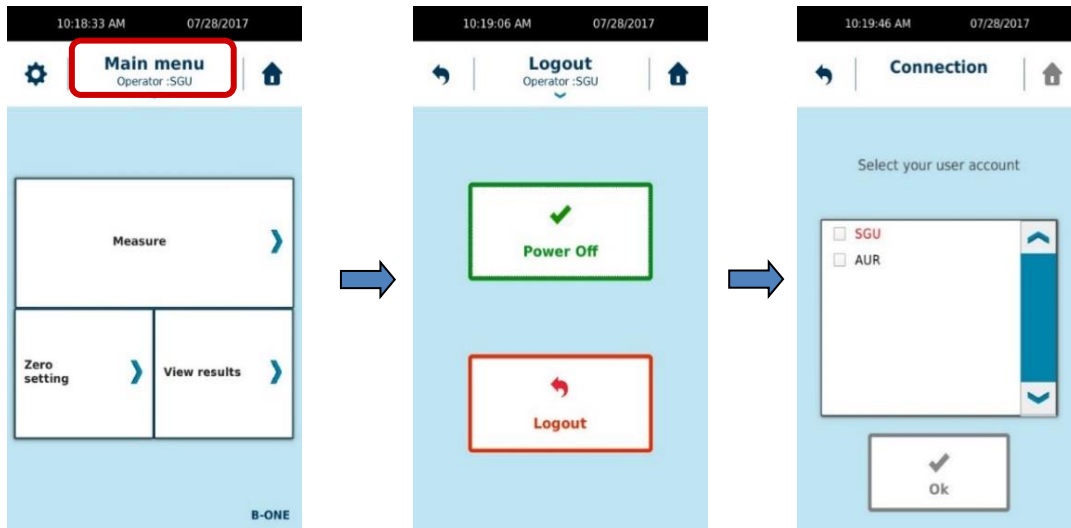 10:18:33 AM 07/28/2017
Main menu
Operator :SGU
Measure
Zero
setting
View results
B-ONE
10:19:06 AM 07/28/2017
Logout
Operator :SGU
Power Off
Logout
10:19:46 AM 07/28/2017
Connection
Select your user account
SGU
AUR
Ok